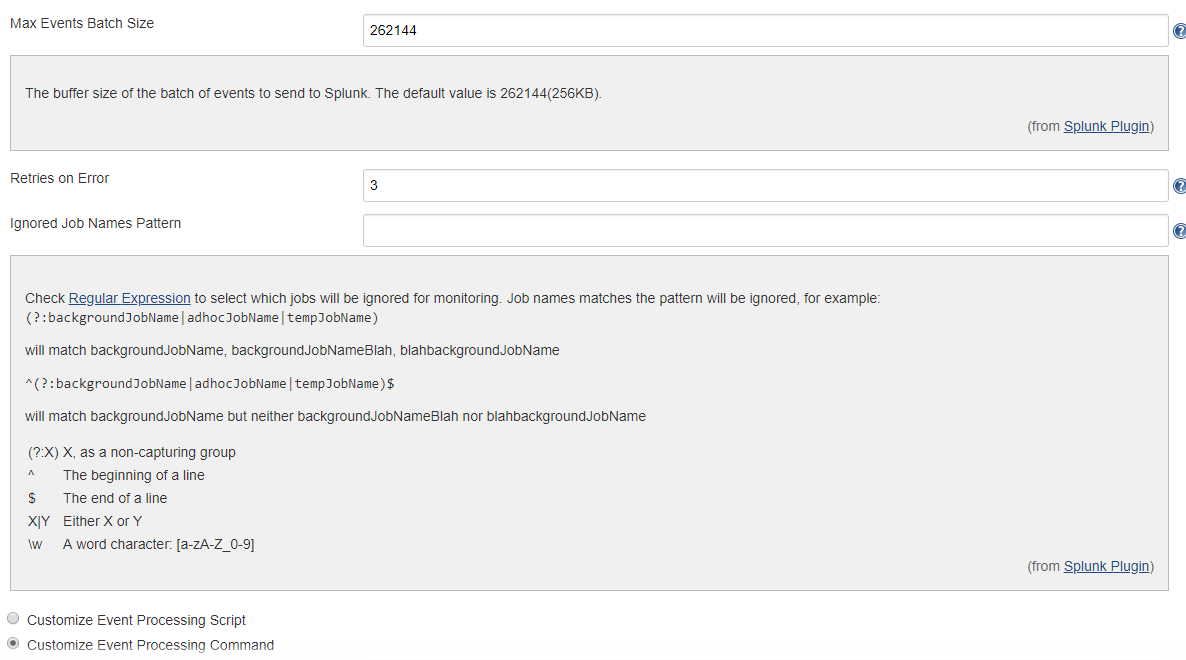 Max Events Batch Size
262144
The buffer size of the batch of events to send to Splunk. The default value is 262144(256KB).
(from Splunk Plugin)
Retries on Error
3
Ignored Job Names Pattern
Check Regular Expression to select which jobs will be ignored for monitoring. Job names matches the pattern will be ignored, for example:
(?:backgroundJobName|adhocJobName|tempJobName)
will match backgroundJobName, backgroundJobNameBlah, blahbackgroundJobName
^(?:backgroundJobName|adhocJobName|tempJobName)$
will match backgroundJobName but neither backgroundJobNameBlah nor blahbackgroundJobName
(?:X) X, as a non-capturing group
^ The beginning of a line
$ The end of a line
X|Y Either X or Y
\w A word character: [a-zA-Z_0-9]
(from Splunk Plugin)
Customize Event Processing Script
Customize Event Processing Command